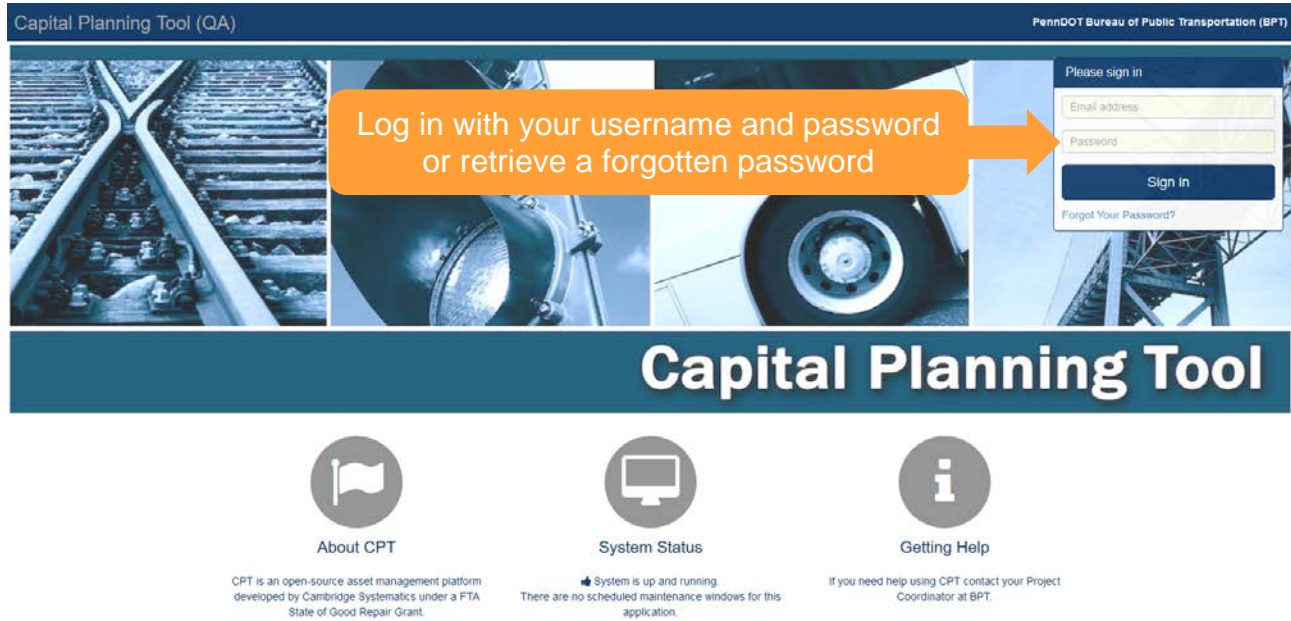 Capital Planning Tool (QA)
PennDOT Bureau of Public Transportation (BPT)
Please sign in
Email address
Password
Sign in
Forgot Your Password?
Log in with your username and password
or retrieve a forgotten password
Capital Planning Tool
About CPT
CPT is an open-source asset management platform
developed by Cambridge Systematics under a FTA
State of Good Repair Grant.
System Status
System is up and running.
There are no scheduled maintenance windows for this
application.
Getting Help
If you need help using CPT contact your Project
Coordinator at BPT.